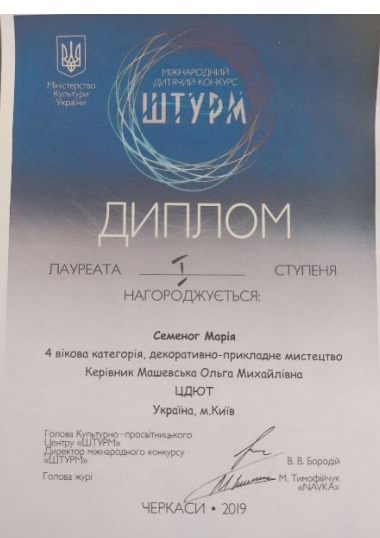 Міністерство
Культури
України
МІЖНАРОДНИЙ
ДИТЯЧИЙ КОНКУРС
ШТУРМ
ДИПЛОМ
ЛАУРЕАТА I СТУПЕНЯ
НАГОРОДЖУЄТЬСЯ:
Семеног Марія
4 вікова категорія, декоративно-прикладне мистецтво
Керівник Машевська Ольга Михайлівна
ЦДЮТ
Україна, м.Київ
Голова Культурно-просвітницького
Центру «ШТУРМ»
Директор міжнародного конкурсу
«ШТУРМ»
В. В. Бородій
Голова журі
М. Тимофійчук
«NAVKA»
ЧЕРКАСИ • 2019